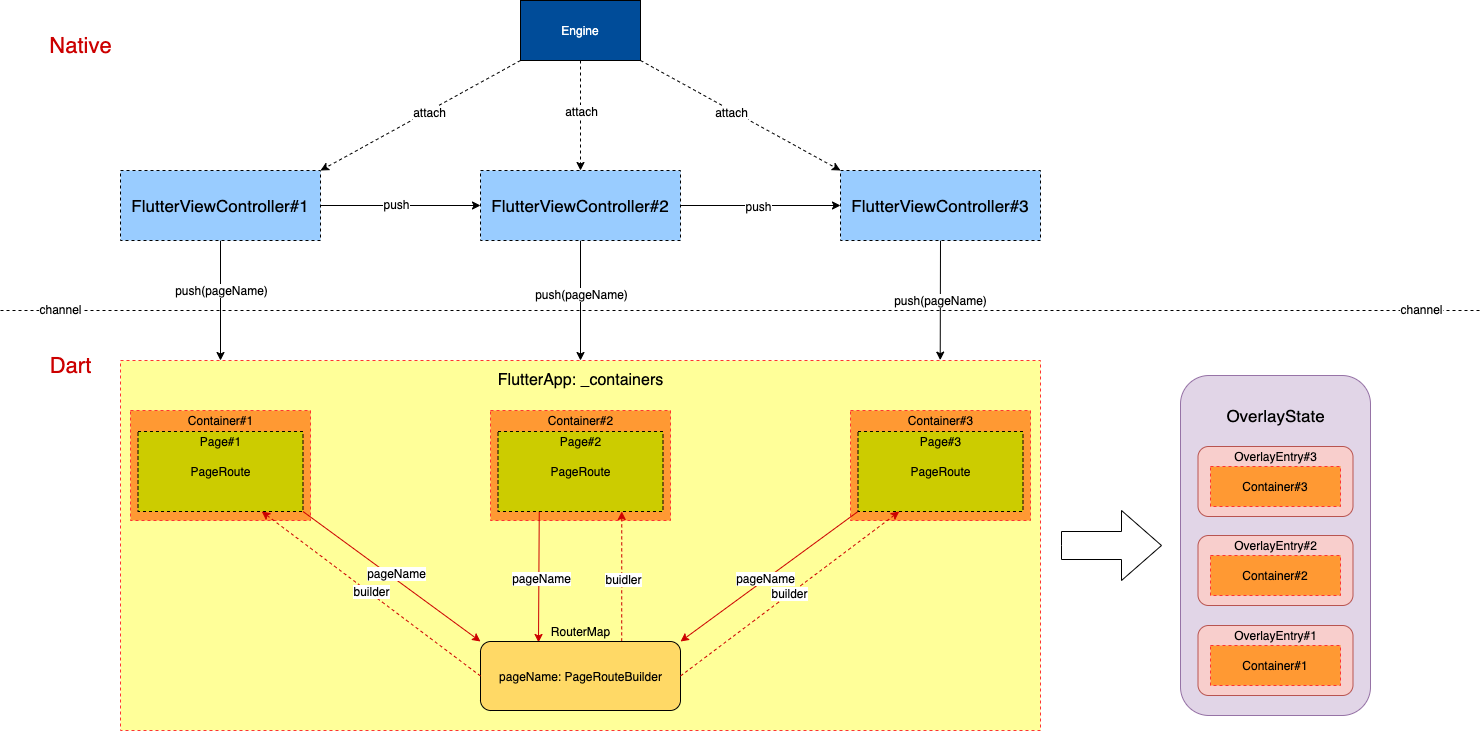 Native
Engine
attach
attach
attach
FlutterViewController#1
push
FlutterViewController#2
push
FlutterViewController#3
push(pageName)
push(pageName)
push(pageName)
channel
channel
Dart
FlutterApp: _containers
Container#1
Page#1
PageRoute
Container#2
Page#2
PageRoute
Container#3
Page#3
PageRoute
pageName
builder
pageName
buidler
pageName
builder
RouterMap
pageName: PageRouteBuilder
OverlayState
OverlayEntry#3
Container#3
OverlayEntry#2
Container#2
OverlayEntry#1
Container#1